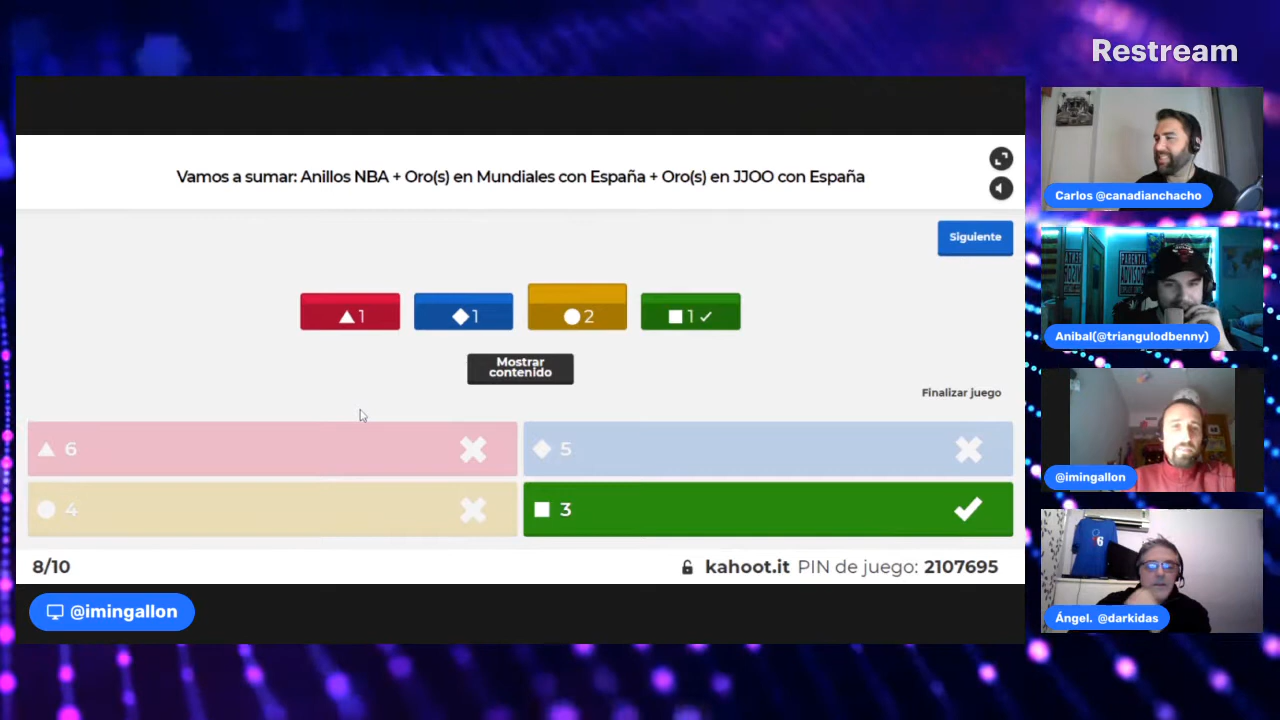 Restream
Vamos a sumar: Anillos NBA + Oro(s) en Mundiales con España + Oro(s) en JJOO con España
Siguiente
1
1
2
1
Mostrar
contenido
Finalizar juego
6
5
4
3
8/10
kahoot.it PIN de juego: 2107695
@imingallon
Carlos @canadianchacho
PARENTAL
ADVISORY
Anibal(@triangulodbenny)
@imingallon
Ángel. @darkidas